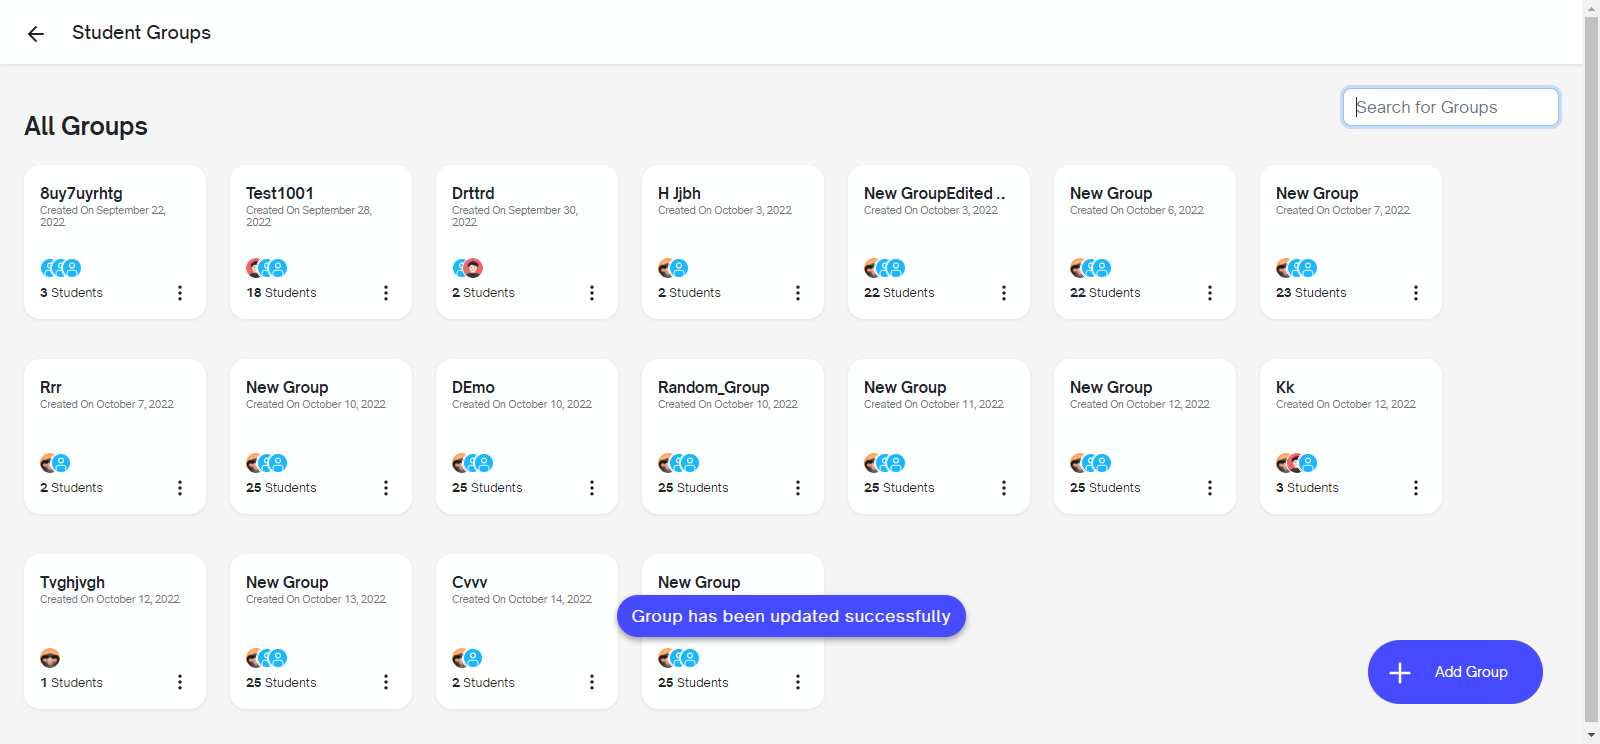 Student Groups
Search for Groups
All Groups
8uy7uyrhtg
Created On September 22,
2022
3 Students
Test1001
Created On September 28,
2022
18 Students
Drttrd
Created On September 30,
2022
2 Students
H Jjbh
Created On October 3, 2022
2 Students
New GroupEdited ..
Created On October 3, 2022
22 Students
New Group
Created On October 6, 2022
22 Students
New Group
Created On October 7, 2022
23 Students
Rrr
Created On October 7, 2022
2 Students
New Group
Created On October 10, 2022
25 Students
DEmo
Created On October 10, 2022
25 Students
Random_Group
Created On October 10, 2022
25 Students
New Group
Created On October 11, 2022
25 Students
New Group
Created On October 12, 2022
25 Students
Kk
Created On October 12, 2022
3 Students
Tvghjvgh
Created On October 12, 2022
1 Students
New Group
Created On October 13, 2022
25 Students
Cvvv
Created On October 14, 2022
2 Students
New Group
25 Students
Group has been updated successfully
Add Group